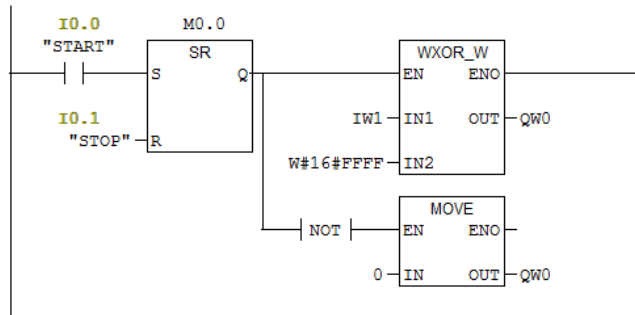 I0.0 M0.0
"START" SR WXOR_W
S Q EN ENO
I0.1 IW1 IN1 OUT QW0
"STOP" R
W#16#FFFF IN2
MOVE
NOT EN ENO
0 IN OUT QW0